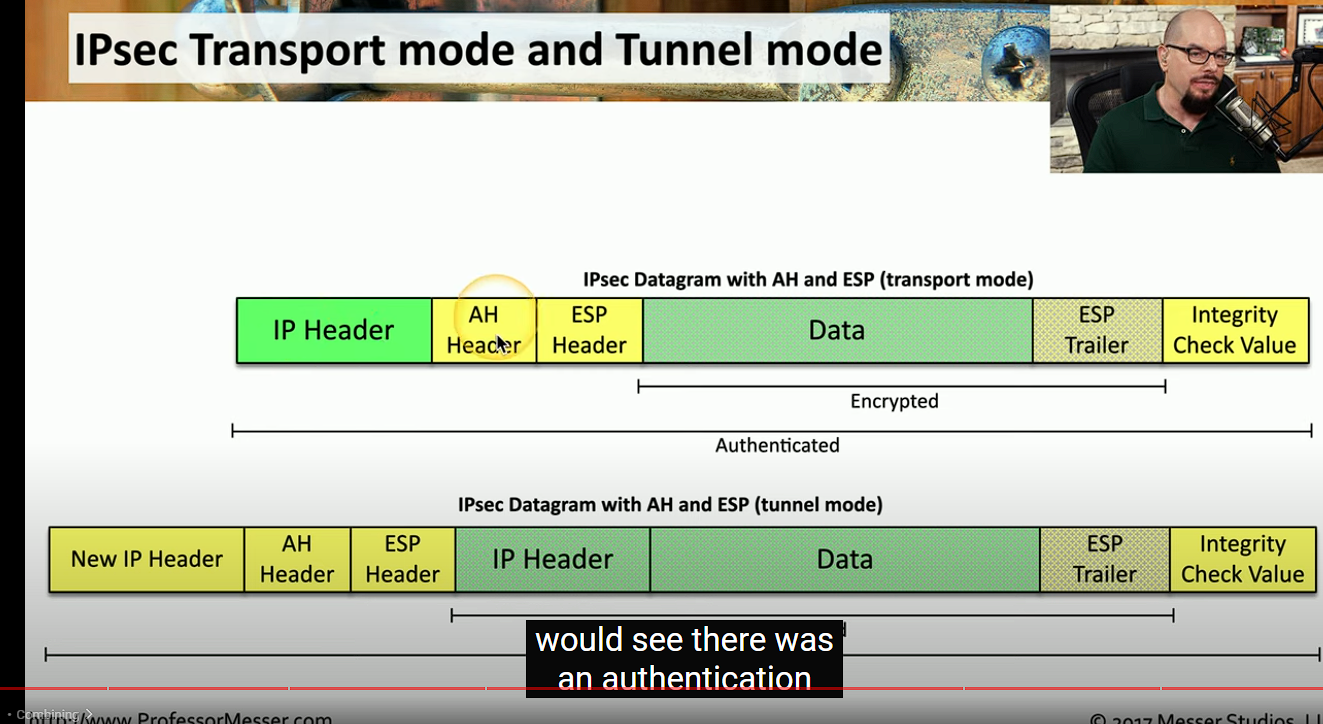 IPsec Transport mode and Tunnel mode
IPsec Datagram with AH and ESP (transport mode)
IP Header
AH
Header
ESP
Header
Data
ESP
Trailer
Integrity
Check Value
Encrypted
Authenticated
IPsec Datagram with AH and ESP (tunnel mode)
New IP Header
AH
Header
ESP
Header
IP Header
Data
ESP
Trailer
Integrity
Check Value
would see there was
an authentication
• Combining
www.ProfessorMesser.com
© 2017 Messer Studios,